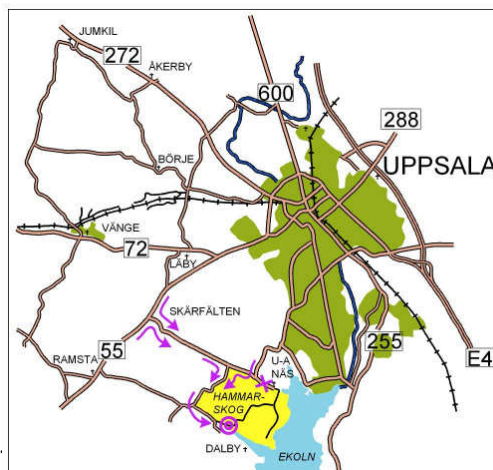 JUMKIL
272
ÅKERBY
600
288
BÖRJE
UPPSALA
VÄNGE
72
LÄBY
SKÄRFÄLTEN
55
255
RAMSTA
U-A
NÄS
E4
HAMMAR-
SKOG
DALBY
EKOLN